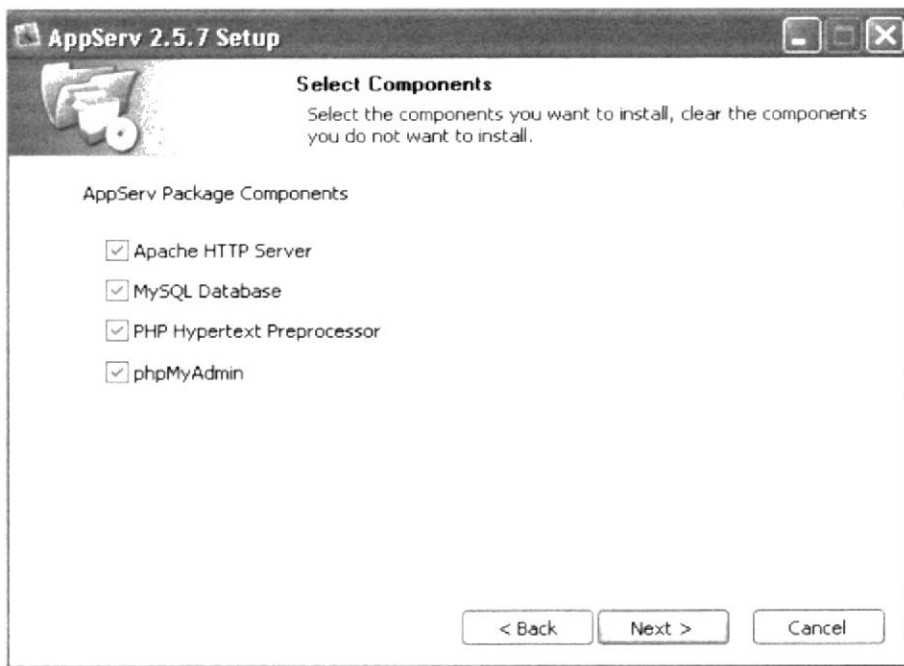 AppServ 2.5.7 Setup
Select Components
Select the components you want to install, clear the components
you do not want to install.
AppServ Package Components
Apache HTTP Server
MySQL Database
PHP Hypertext Preprocessor
phpMyAdmin
< Back
Next >
Cancel